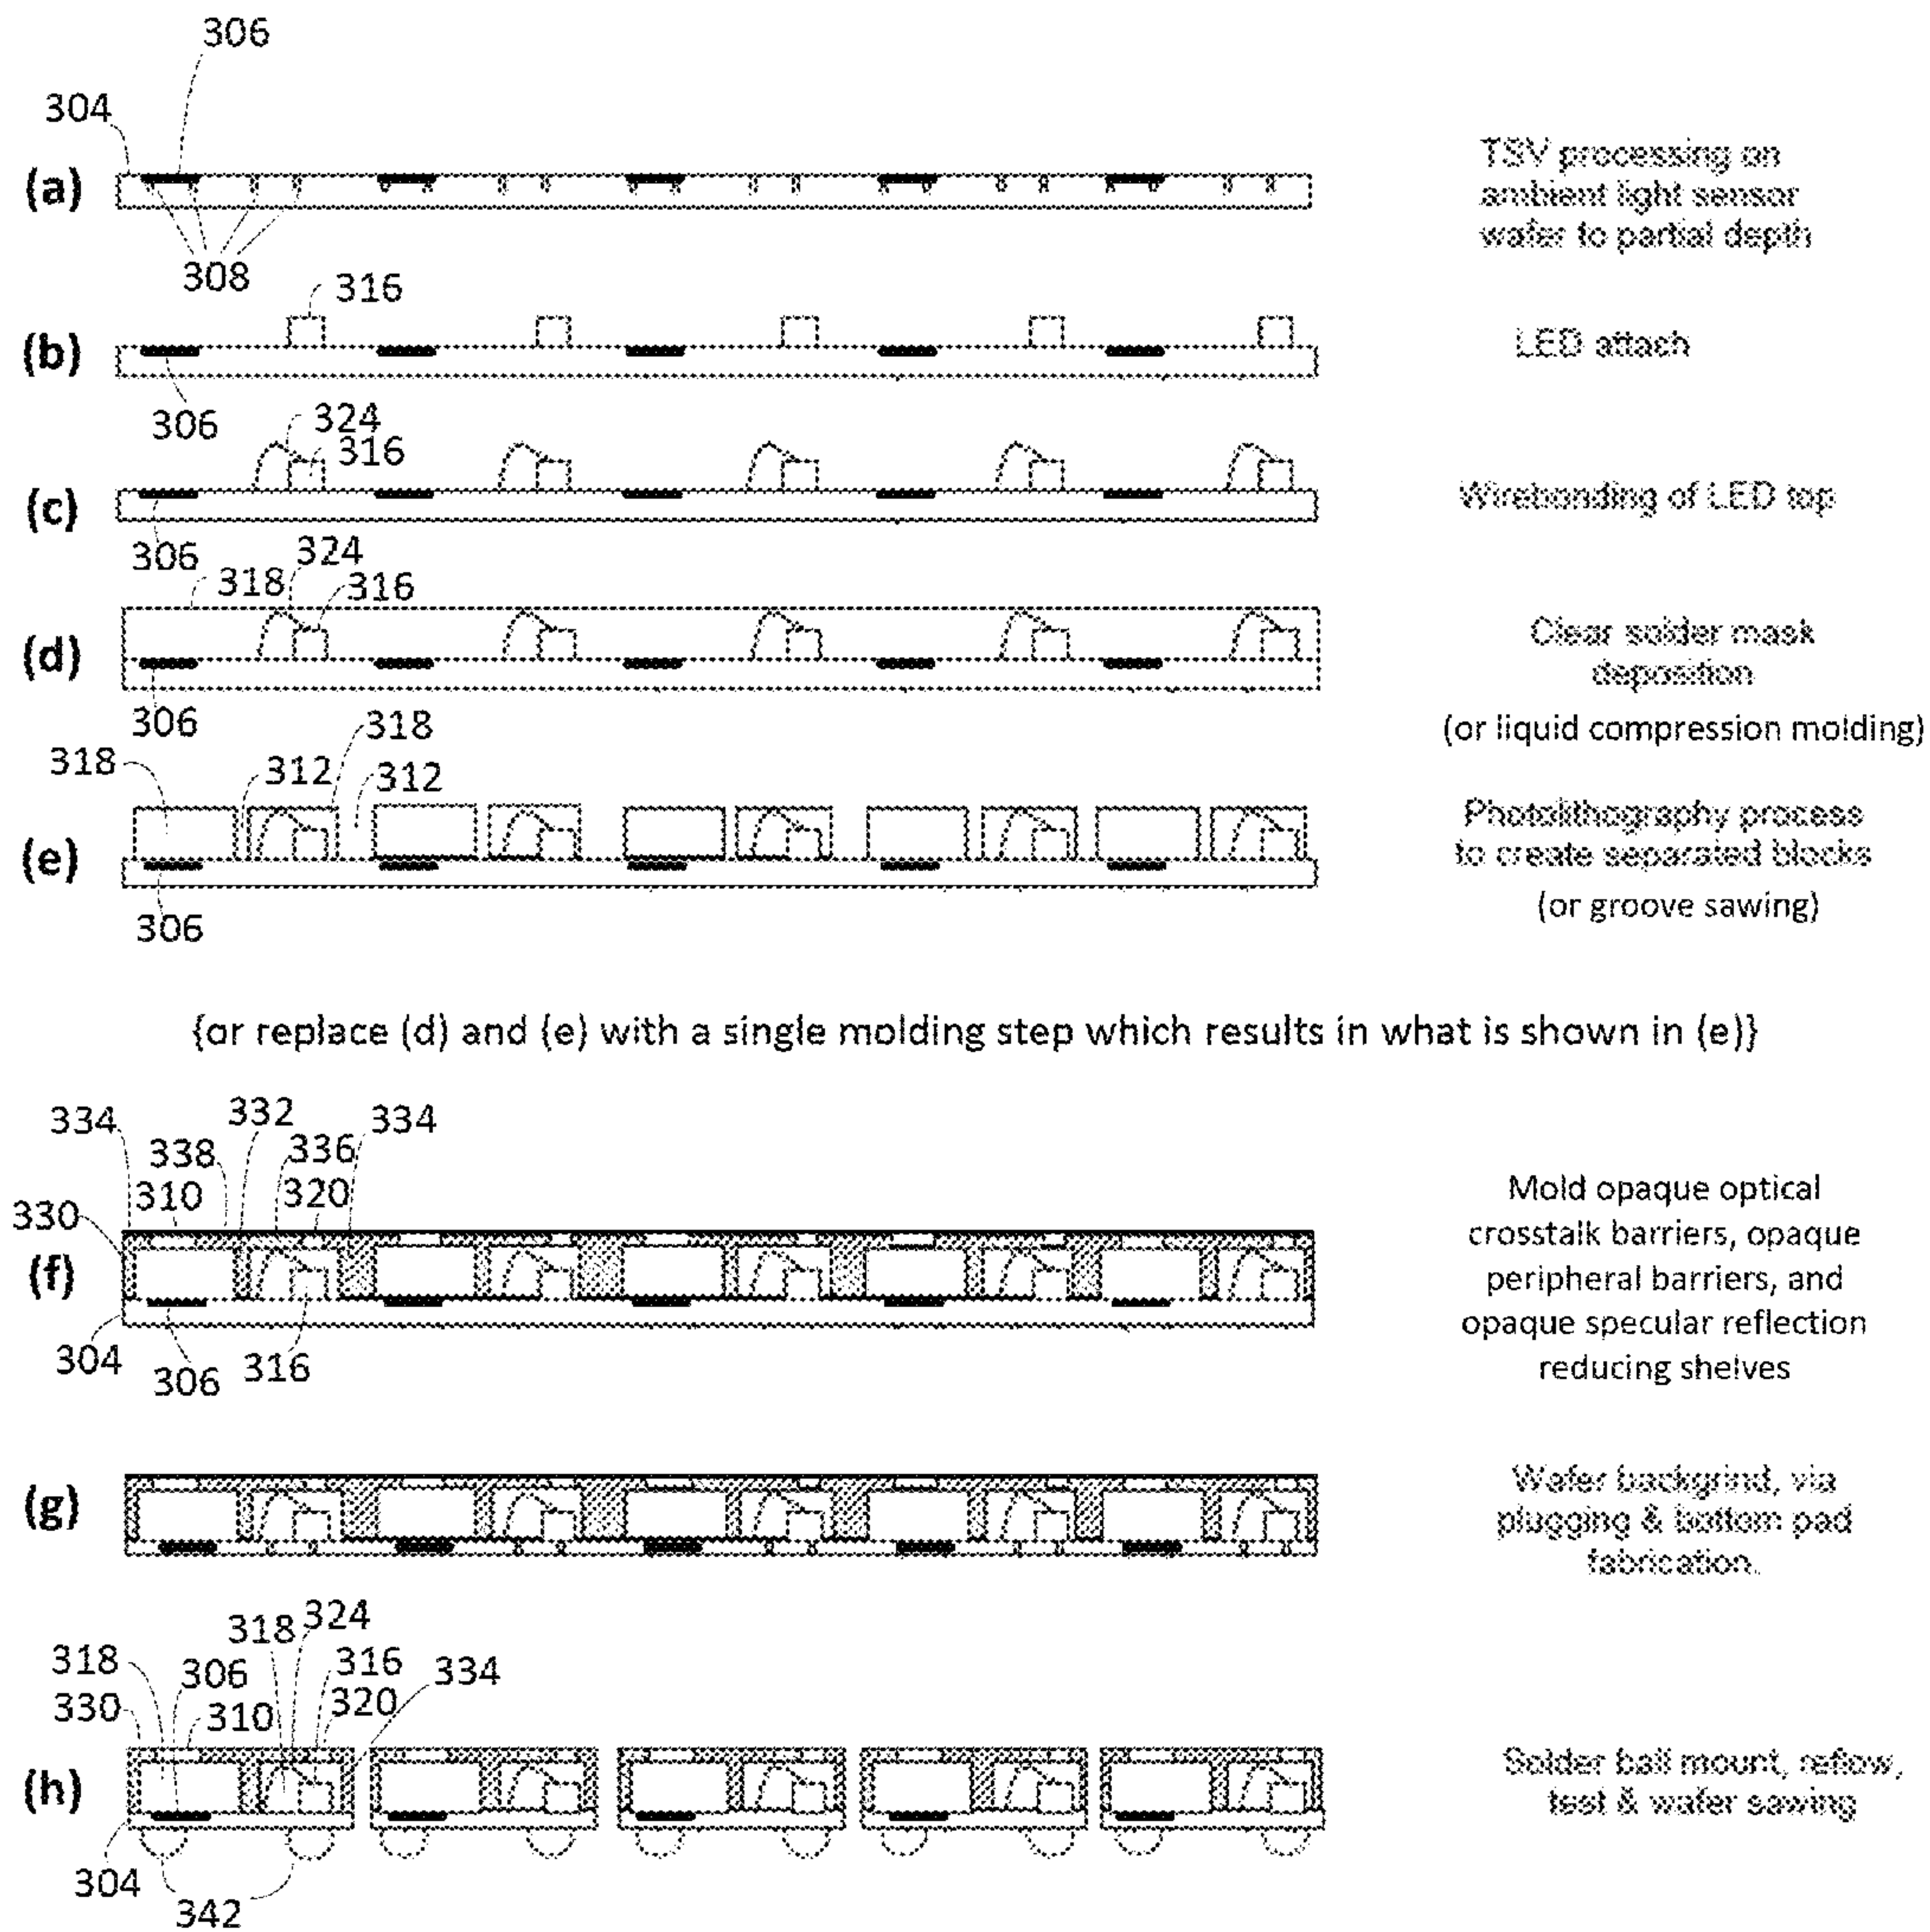 306
304
(a)
TSV processing on
ambient light sensor
wafer to partial depth
308
316
(b)
LED attach
306
324
316
(c)
Wirebonding of LED top
306
324
318
316
(d)
Clear solder mask
deposition
306
(or liquid compression molding)
318
318
312
312
(e)
Photolithography process
to create separated blocks
306
(or groove sawing)
{or replace (d) and (e) with a single molding step which results in what is shown in (e)}
334
332
334
338
336
310
320
330
(f)
Mold opaque optical
crosstalk barriers, opaque
peripheral barriers, and
opaque specular reflection
reducing shelves
304
306
316
(g)
Wafer backgrind, via
plugging & bottom pad
fabrication.
318
324
318
306
316
334
330
310
320
(h)
Solder ball mount, reflow,
test & wafer sawing
304
342